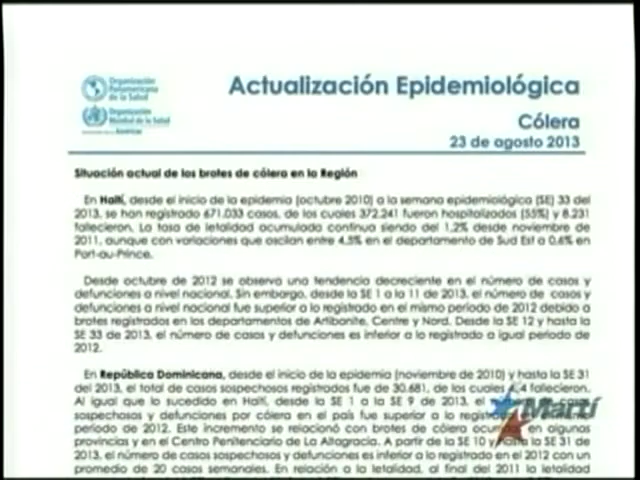 Organización
Panamericana
de la Salud
Organización
Mundial de la Salud
Américas
Actualización Epidemiológica
Cólera
23 de agosto 2013
Situación actual de los brotes de cólera en la Región
En Haití, desde el inicio de la epidemia (octubre 2010) a la semana epidemiológica (SE) 33 del
2013, se han registrado 671.033 casos, de los cuales 372.241 fueron hospitalizados (55%) y 8.231
fallecieron. La tasa de letalidad acumulada continua siendo del 1,2% desde noviembre de
2011, aunque con variaciones que oscilan entre 4,5% en el departamento de Sud Est a 0,6% en
Port-au-Prince.
Desde octubre de 2012 se observa una tendencia decreciente en el número de casos y
defunciones a nivel nacional. Sin embargo, desde la SE 1 a la 11 de 2013, el número de casos y
defunciones a nivel nacional fue superior a lo registrado en el mismo periodo de 2012 debido a
brotes registrados en los departamentos de Artibonite, Centre y Nord. Desde la SE 12 y hasta la
SE 33 de 2013, el número de casos y defunciones es inferior a lo registrado a igual período de
2012.
En República Dominicana, desde el inicio de la epidemia (noviembre de 2010) y hasta la SE 31
del 2013, el total de casos sospechosos registrados fue de 30.681, de los cuales 4 fallecieron.
Al igual que lo sucedido en Haití, desde la SE 1 a la SE 9 de 2013, el casos
sospechosos y defunciones por cólera en el país fue superior a lo
período de 2012. Este incremento se relacionó con brotes de cólera en algunas
provincias y en el Centro Penitenciario de La Altagracia. A partir de la SE 10 y la SE 31 de
2013, el número de casos sospechosos y defunciones es inferior a lo registrado en el 2012 con un
promedio de 20 casos semanales. En relación a la letalidad, al final del 2011 la letalidad
Martí